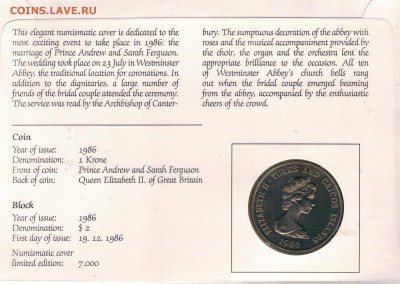 COINS.LAVE.RU
This elegant numismatic cover is dedicated to the
most exciting event to take place in 1986: the
marriage of Prince Andrew and Sarah Ferguson.
The wedding took place on 23 July in Westminster
Abbey, the traditional location for coronations. In
addition to the dignitaries, a large number of
friends of the bridal couple attended the ceremony.
The service was read by the Archbishop of Canter-
bury. The sumptuous decoration of the abbey with
roses and the musical accompaniment provided by
the choir, the organ and the orchestra lent the
appropriate brilliance to the occasion. All ten
of Westminster Abbey's church bells rang
out when the bridal couple emerged beaming
from the abbey, accompanied by the enthusiastic
cheers of the crowd.
Coin
Year of issue: 1986
Denomination: 1 Krone
Front of coin: Prince Andrew and Sarah Ferguson
Back of coin: Queen Elizabeth II. of Great Britain
Block
Year of issue: 1986
Denomination: $ 2
First day of issue: 19. 12. 1986
Numismatic cover
limited edition: 7.000
ELIZABETH II · TURKS AND CAICOS ISLANDS
1986